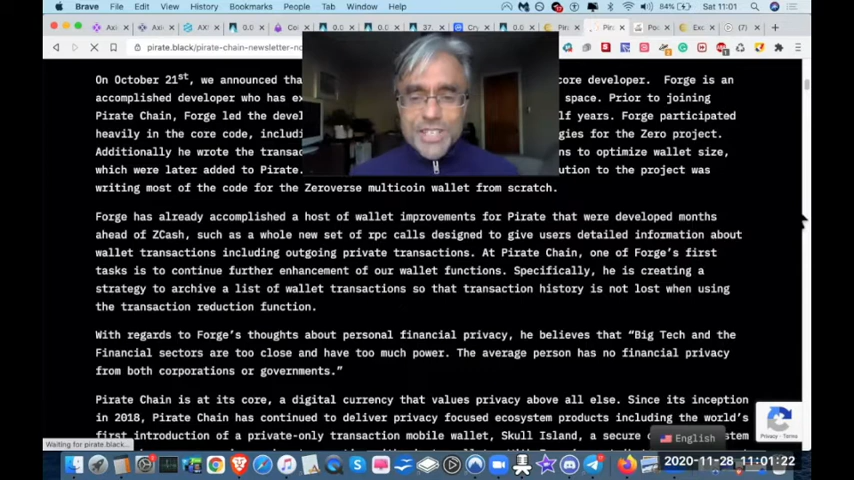 Brave File Edit View History Bookmarks People Tab Window Help 84% Sat 11:01
pirate.black/pirate-chain-newsletter-no
On October 21st, we announced tha core developer. Forge is an
accomplished developer who has ex space. Prior to joining
Pirate Chain, Forge led the devel lf years. Forge participated
heavily in the core code, includi gies for the Zero project.
Additionally he wrote the transac ns to optimize wallet size,
which were later added to Pirate. ution to the project was
writing most of the code for the Zeroverse multicoin wallet from scratch.
Forge has already accomplished a host of wallet improvements for Pirate that were developed months
ahead of ZCash, such as a whole new set of rpc calls designed to give users detailed information about
wallet transactions including outgoing private transactions. At Pirate Chain, one of Forge's first
tasks is to continue further enhancement of our wallet functions. Specifically, he is creating a
strategy to archive a list of wallet transactions so that transaction history is not lost when using
the transaction reduction function.
With regards to Forge's thoughts about personal financial privacy, he believes that "Big Tech and the
Financial sectors are too close and have too much power. The average person has no financial privacy
from both corporations or governments."
Pirate Chain is at its core, a digital currency that values privacy above all else. Since its inception
in 2018, Pirate Chain has continued to deliver privacy focused ecosystem products including the world's
first introduction of a private-only transaction mobile wallet, Skull Island, a secure
Privacy - Terms
English
Waiting for pirate.black...
2020-11-28 11:01:22